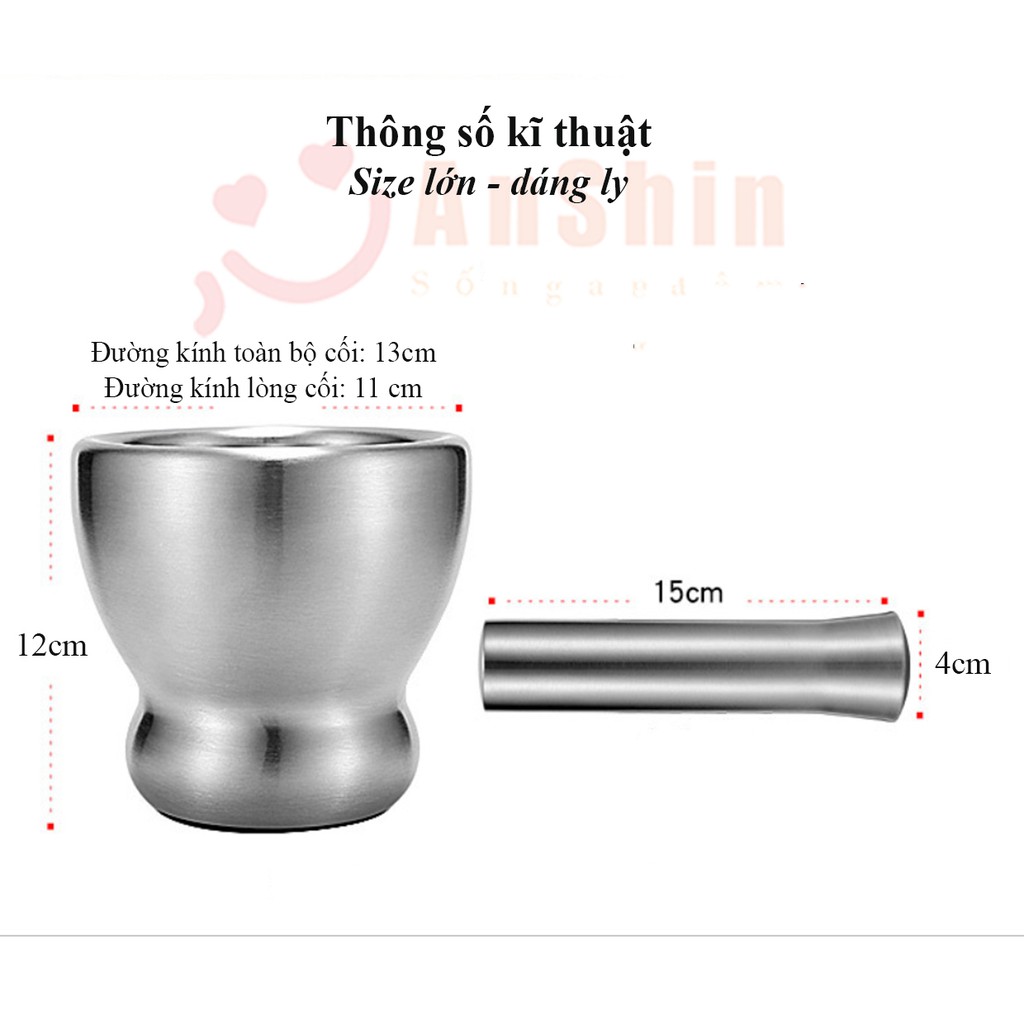 Thông số kĩ thuật
Size lớn - dáng ly
AnShin
Đường kính toàn bộ cối: 13cm
Đường kính lòng cối: 11 cm
15cm
12cm
4cm